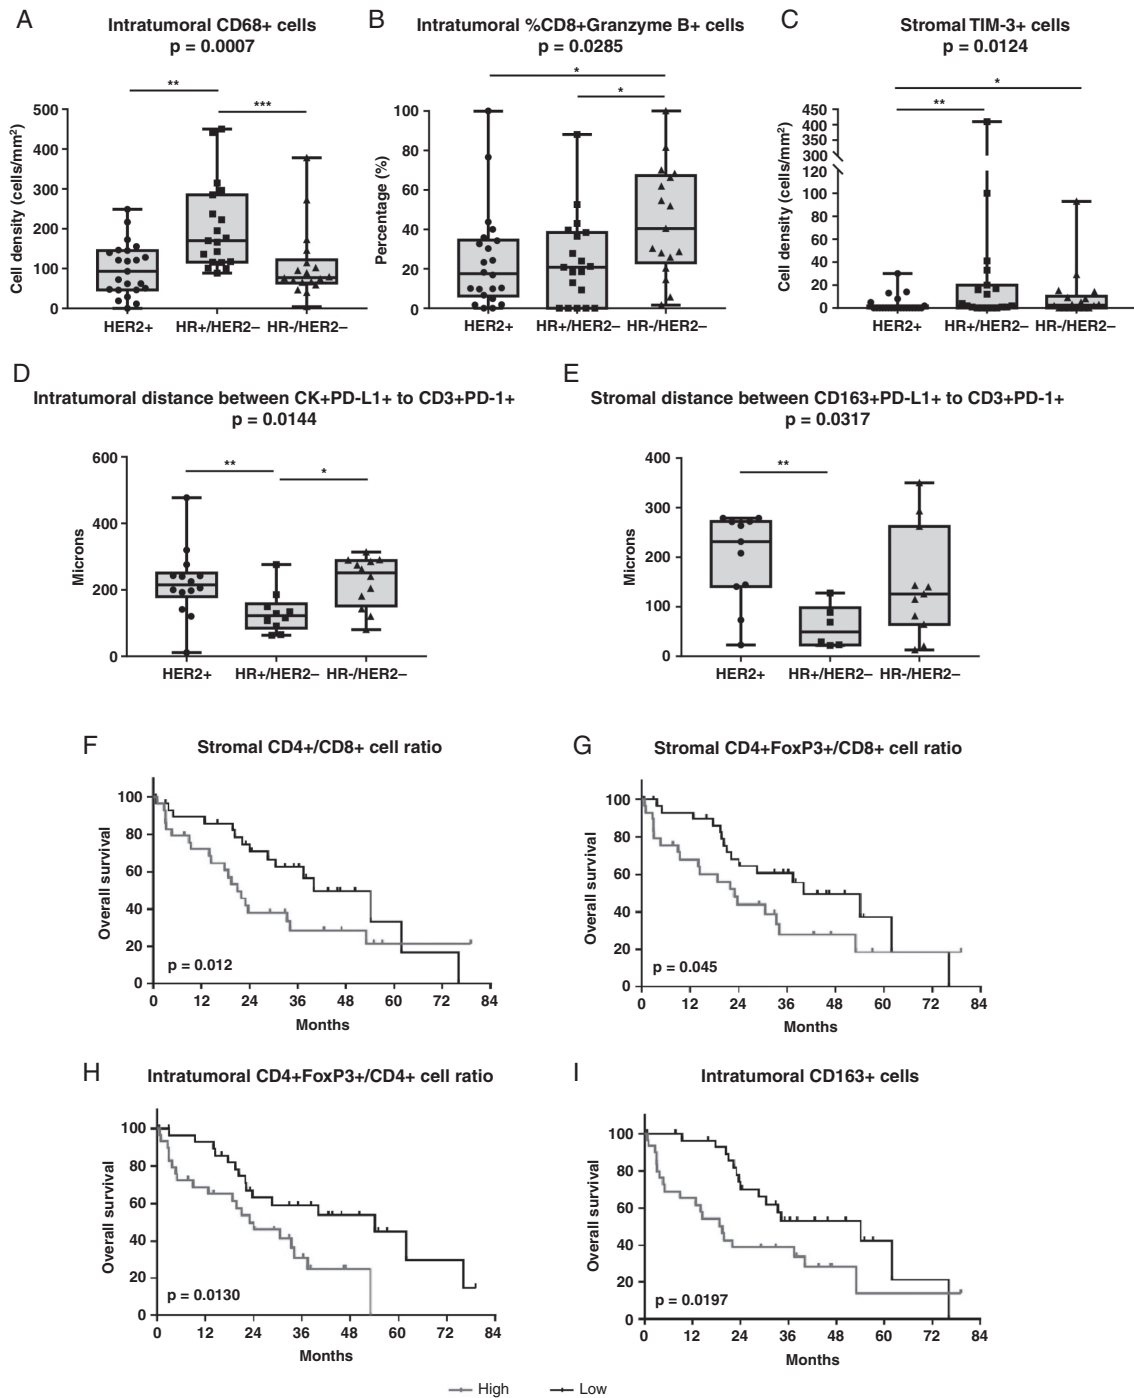 A
Intratumoral CD68+ cells
p = 0.0007
**
***
Cell density (cells/mm²)
500
400
300
200
100
0
HER2+ HR+/HER2– HR-/HER2–
B
Intratumoral %CD8+Granzyme B+ cells
p = 0.0285
*
*
Percentage (%)
100
80
60
40
20
0
HER2+ HR+/HER2– HR-/HER2–
C
Stromal TIM-3+ cells
p = 0.0124
*
**
Cell density (cells/mm²)
450
400
350
300
120
100
80
60
40
20
0
HER2+ HR+/HER2– HR-/HER2–
D
Intratumoral distance between CK+PD-L1+ to CD3+PD-1+
p = 0.0144
**
*
Microns
600
400
200
0
HER2+ HR+/HER2– HR-/HER2–
E
Stromal distance between CD163+PD-L1+ to CD3+PD-1+
p = 0.0317
**
Microns
400
300
200
100
0
HER2+ HR+/HER2– HR-/HER2–
F
Stromal CD4+/CD8+ cell ratio
Overall survival
100
80
60
40
20
0
p = 0.012
0 12 24 36 48 60 72 84
Months
G
Stromal CD4+FoxP3+/CD8+ cell ratio
Overall survival
100
80
60
40
20
0
p = 0.045
0 12 24 36 48 60 72 84
Months
H
Intratumoral CD4+FoxP3+/CD4+ cell ratio
Overall survival
100
80
60
40
20
0
p = 0.0130
0 12 24 36 48 60 72 84
Months
I
Intratumoral CD163+ cells
Overall survival
100
80
60
40
20
0
p = 0.0197
0 12 24 36 48 60 72 84
Months
High Low